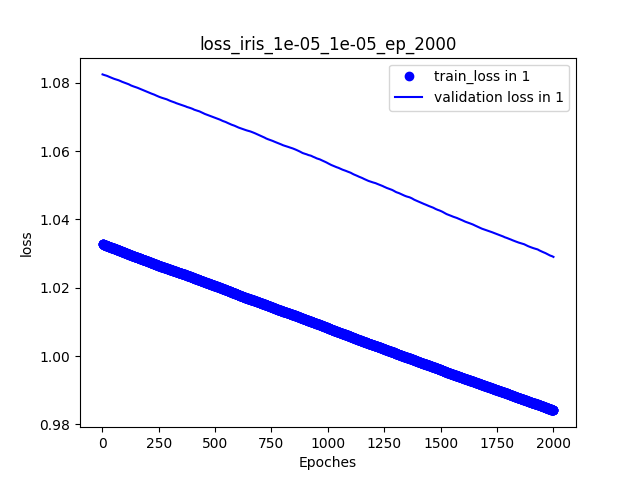 loss_iris_1e-05_1e-05_ep_2000
train_loss in 1
validation loss in 1
1.08
1.06
1.04
1.02
1.00
0.98
loss
0 250 500 750 1000 1250 1500 1750 2000
Epoches